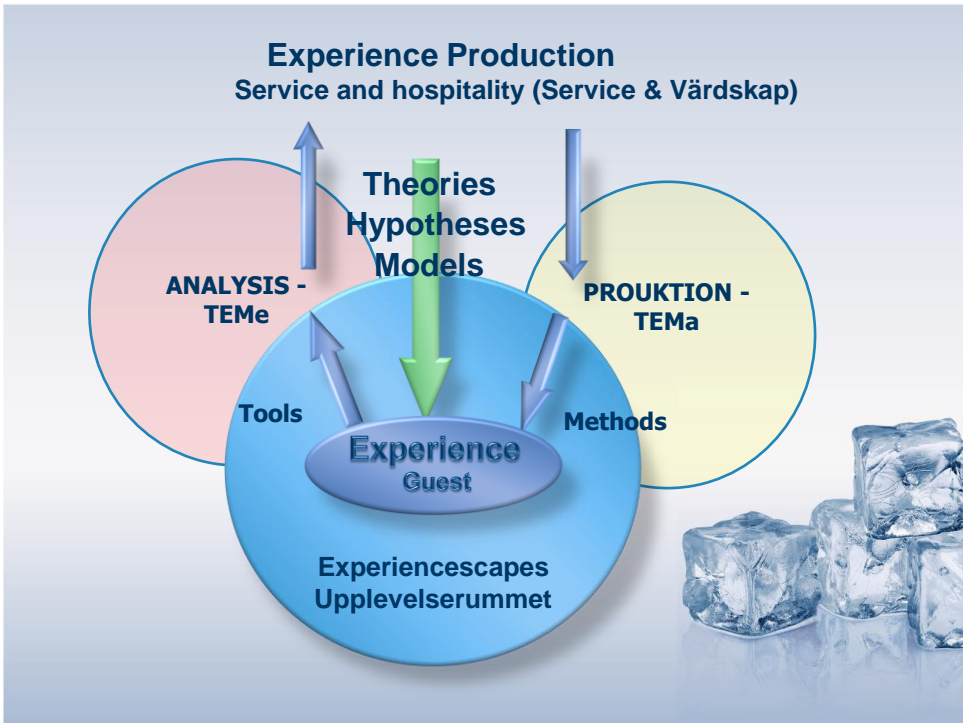 Experience Production
Service and hospitality (Service & Värdskap)
Theories
Hypotheses
Models
ANALYSIS -
TEMe
PROUKTION -
TEMa
Tools
Methods
Experience
Guest
Experiencescapes
Upplevelserummet